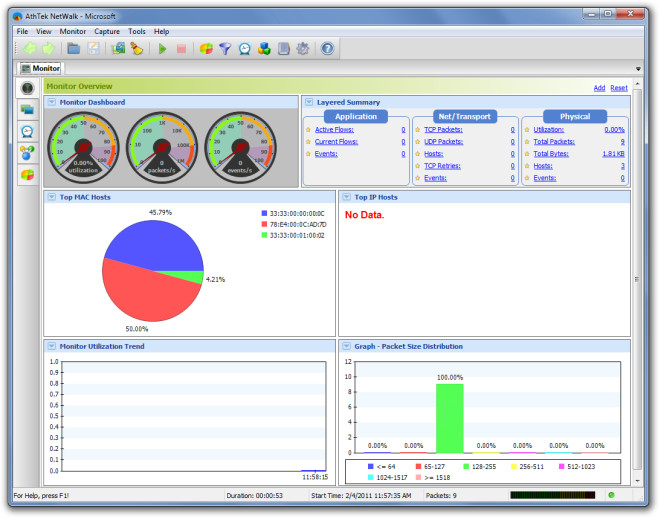 AthTek NetWalk - Microsoft
File View Monitor Capture Tools Help
Monitor
Monitor Overview
Add Reset
Monitor Dashboard
0.00%
utilization
0
packets/s
0
events/s
Layered Summary
Application
Active Flows: 0
Current Flows: 0
Events: 0
Net/Transport
TCP Packets: 0
UDP Packets: 0
Hosts: 0
TCP Retries: 0
Events: 0
Physical
Utilization: 0.00%
Total Packets: 9
Total Bytes: 1.81KB
Hosts: 3
Events: 0
Top MAC Hosts
45.79%
4.21%
50.00%
33:33:00:00:00:0C
78:E4:00:0C:AD:7D
33:33:00:01:00:02
Top IP Hosts
No Data.
Monitor Utilization Trend
1.0
0.9
0.8
0.7
0.6
0.5
0.4
0.3
0.2
0.1
0.0
11:58:15
Graph - Packet Size Distribution
12
10
8
6
4
2
0
100.00%
0.00% 0.00% 0.00% 0.00% 0.00% 0.00%
<= 64 65-127 128-255 256-511 512-1023
1024-1517 >= 1518
For Help, press F1! Duration: 00:00:53 Start Time: 2/4/2011 11:57:35 AM Packets: 9